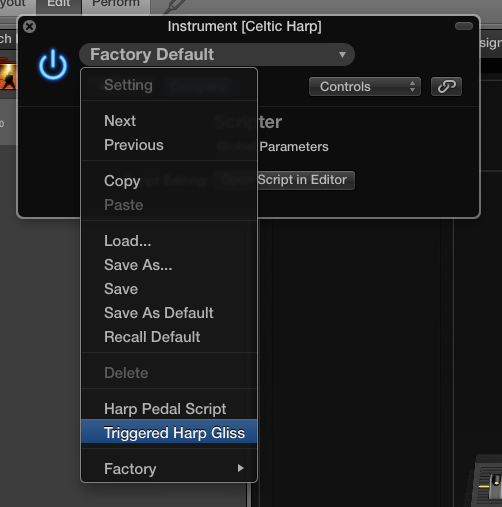 yout Edit Perform
Instrument [Celtic Harp]
Factory Default
Setting
Compare
Controls
Next
Previous
Scripter
Parameters
Copy
Script in Editor
Paste
Load...
Save As...
Save
Save As Default
Recall Default
Delete
Harp Pedal Script
Triggered Harp Gliss
Factory